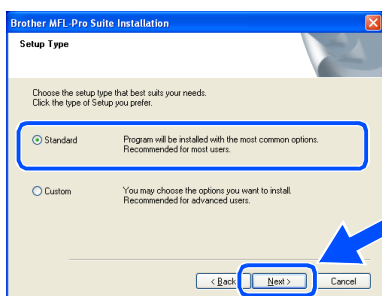 Brother MFL-Pro Suite Installation
Setup Type
Choose the setup type that best suits your needs.
Click the type of Setup you prefer.
Standard
Program will be installed with the most common options.
Recommended for most users.
Custom
You may choose the options you want to install.
Recommended for advanced users.
< Back
Next >
Cancel